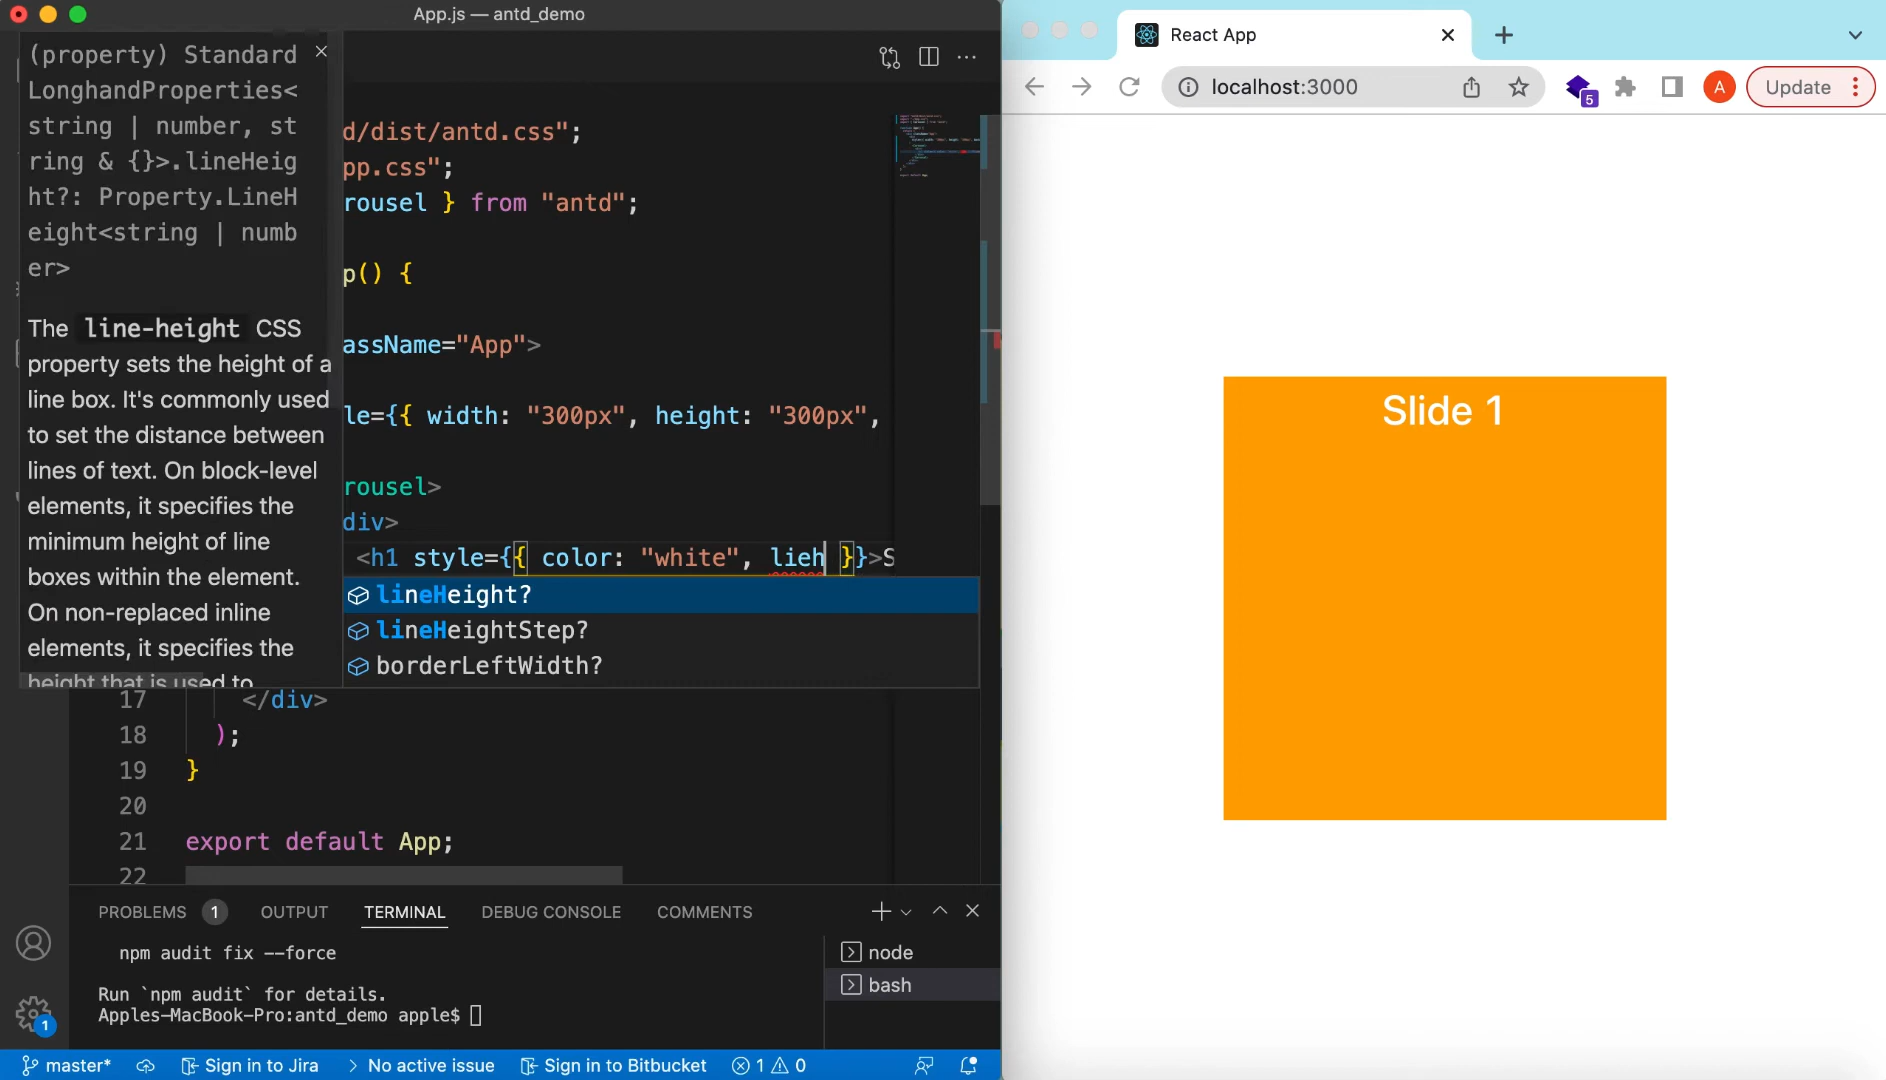 App.js — antd_demo
(property) Standard
LonghandProperties<
string | number, st
ring & {}>.lineHeig
ht?: Property.LineH
eight<string | numb
er>
The line-height CSS
property sets the height of a
line box. It's commonly used
to set the distance between
lines of text. On block-level
elements, it specifies the
minimum height of line
boxes within the element.
On non-replaced inline
elements, it specifies the
height that is used to
d/dist/antd.css";
pp.css";
rousel } from "antd";
p() {
assName="App">
le={{ width: "300px", height: "300px",
rousel>
div>
<h1 style={{ color: "white", lieh }}>S
lineHeight?
lineHeightStep?
borderLeftWidth?
17 </div>
18 );
19 }
20
21 export default App;
22
PROBLEMS 1 OUTPUT TERMINAL DEBUG CONSOLE COMMENTS
npm audit fix --force
Run `npm audit` for details.
Apples-MacBook-Pro:antd_demo apple$
node
bash
1
master* Sign in to Jira No active issue Sign in to Bitbucket 1 0
React App
localhost:3000
5
A
Update
Slide 1